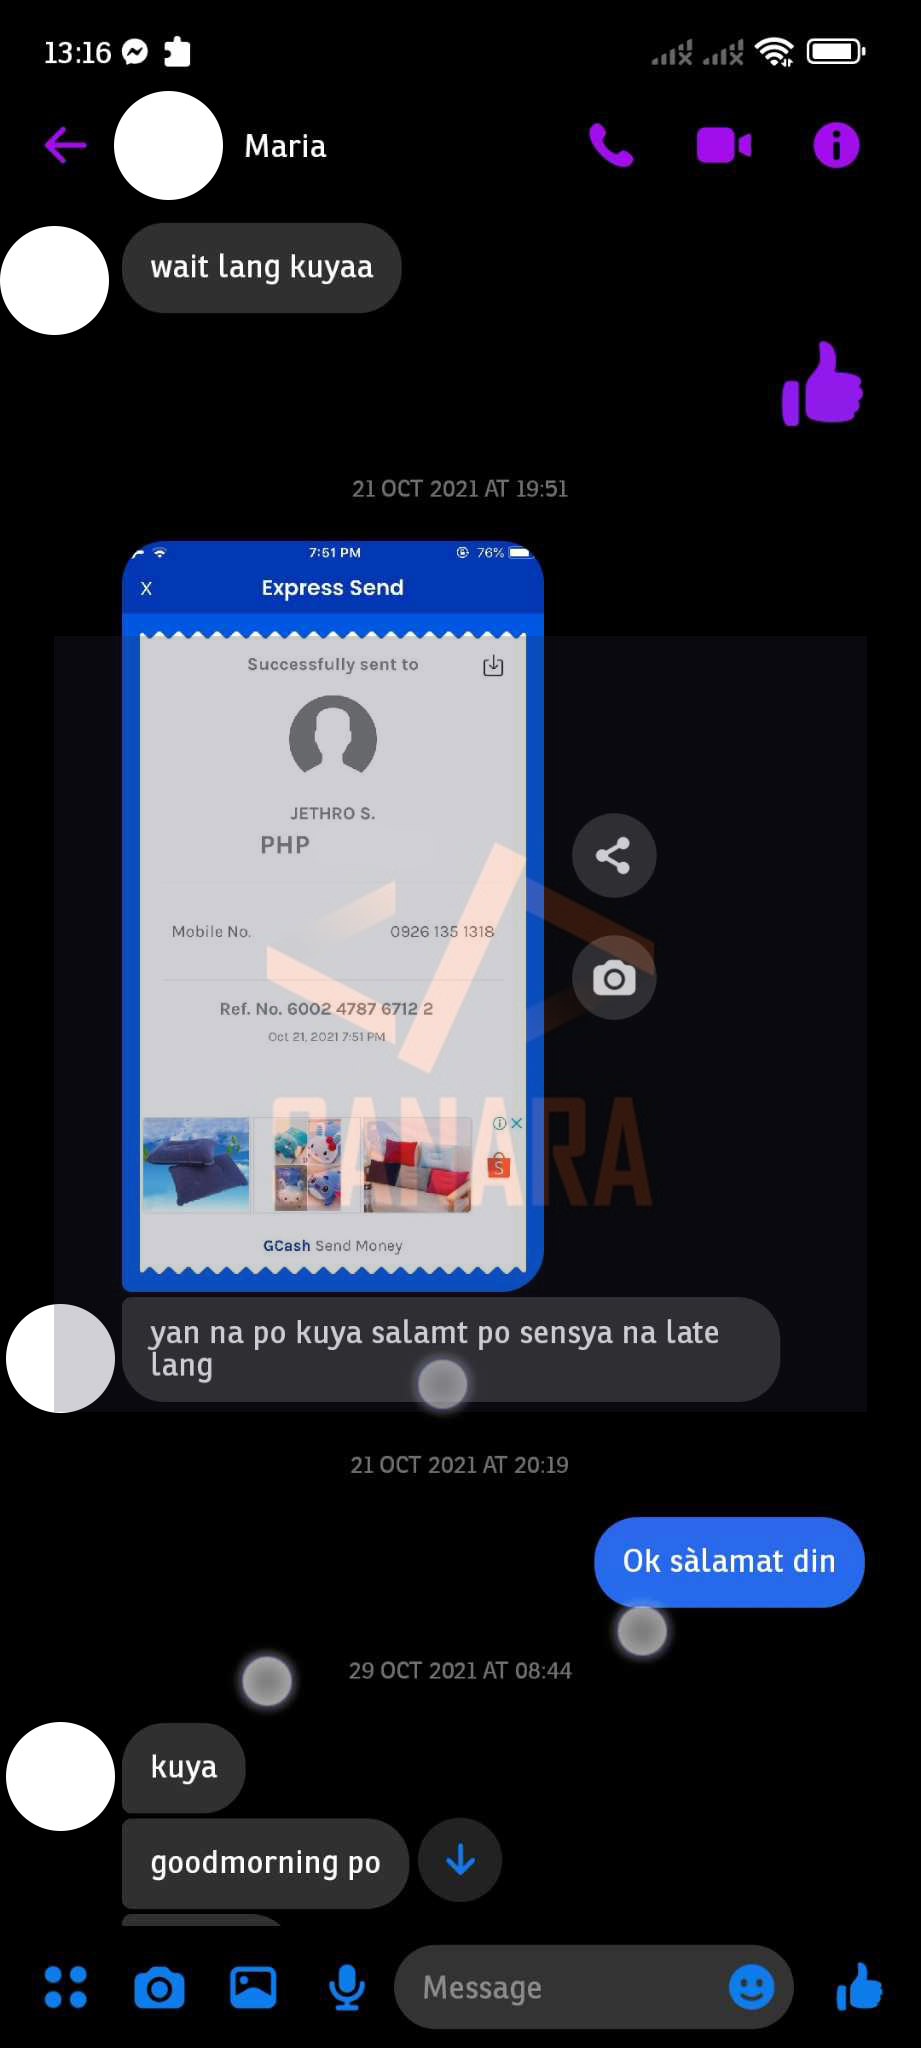 13:16
Maria
wait lang kuyaa
21 OCT 2021 AT 19:51
7:51 PM
76%
X
Express Send
Successfully sent to
JETHRO S.
PHP
Mobile No. 0926 135 1318
Ref. No. 6002 4787 6712 2
Oct 21, 2021 7:51 PM
CANARA
GCash Send Money
yan na po kuya salamt po sensya na late
lang
21 OCT 2021 AT 20:19
Ok sàlamat din
29 OCT 2021 AT 08:44
kuya
goodmorning po
Message